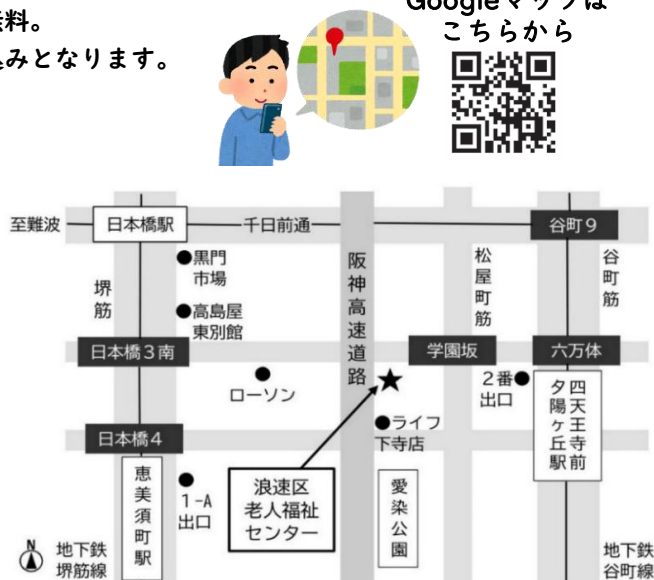 無料。
みとなります。
Googleマップは
こちらから
至難波
日本橋駅
千日前通
谷町9
黒門
市場
堺筋
阪神高速道路
松屋町筋
谷町筋
高島屋
東別館
日本橋3南
学園坂
六万体
ローソン
2番
出口
四天王寺前
夕陽ヶ丘駅
ライフ
下寺店
日本橋4
恵美須町駅
1-A
出口
浪速区
老人福祉
センター
愛染公園
N
地下鉄
堺筋線
地下鉄
谷町線